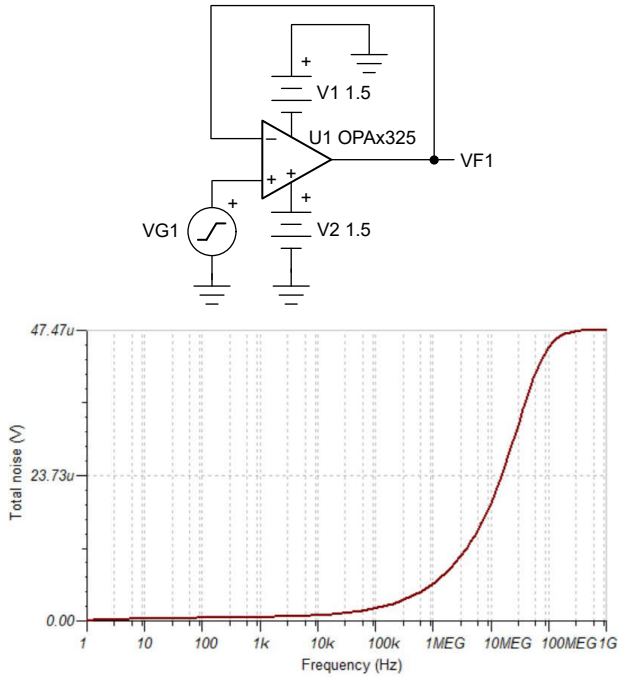 +
V1 1.5
U1 OPAx325
−
+
+
VF1
+
+
VG1
V2 1.5
47.47u
23.73u
0.00
Total noise (V)
1 10 100 1k 10k 100k 1MEG 10MEG 100MEG 1G
Frequency (Hz)